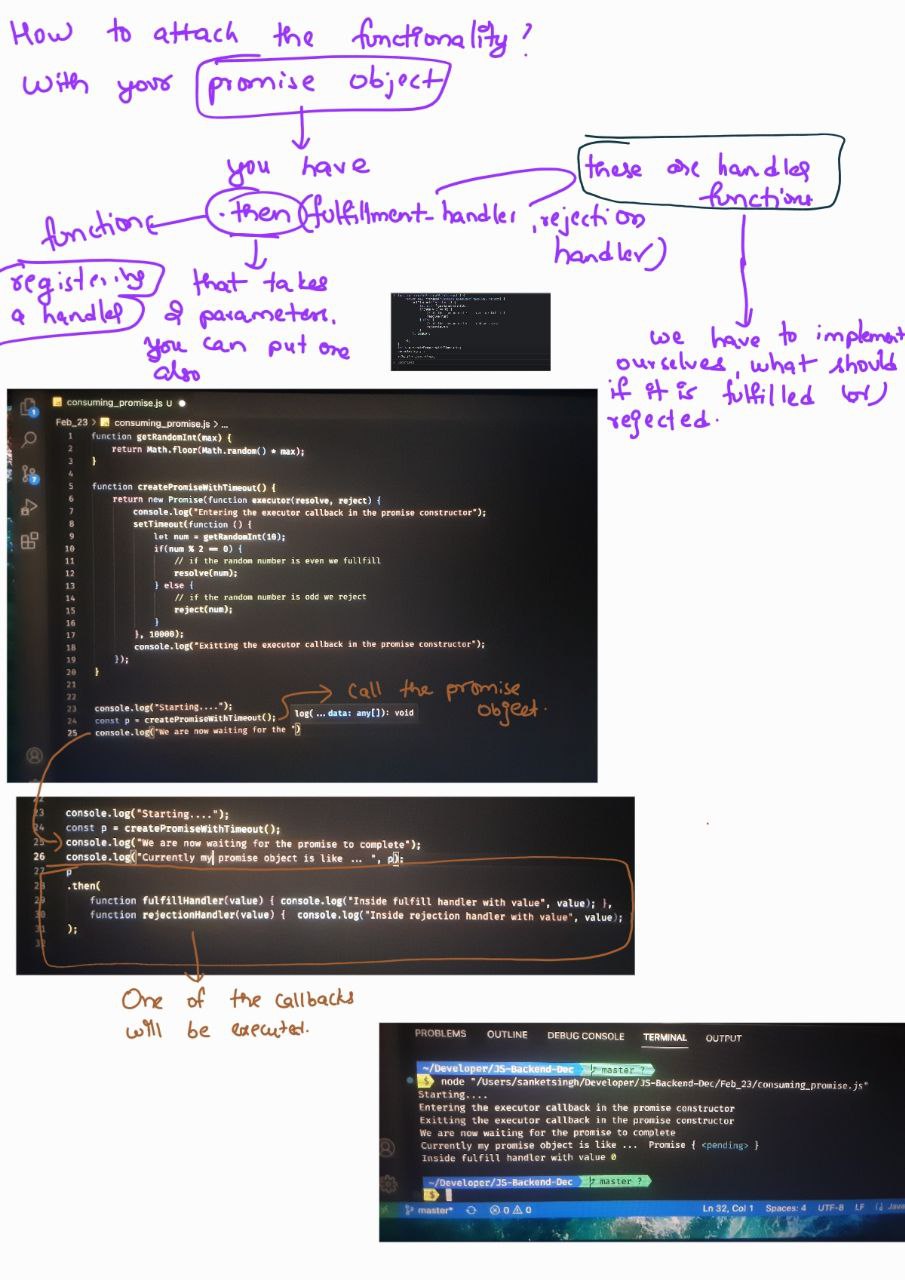 How to attach the functionality?
With your promise object
you have
these are handler
functions
function
.then (fulfillment-handler, rejection
handler)
registering
a handler
that takes
2 parameters.
you can put one
also
we have to implement
ourselves, what should
if it is fulfilled (or)
rejected.
consuming_promise.js U ●
Feb_23 > consuming_promise.js > ...
1 function getRandomInt(max) {
2 return Math.floor(Math.random() * max);
3 }
4
5 function createPromiseWithTimeout() {
6 return new Promise(function executor(resolve, reject) {
7 console.log("Entering the executor callback in the promise constructor");
8 setTimeout(function () {
9 let num = getRandomInt(10);
10 if(num % 2 == 0) {
11 // if the random number is even we fullfill
12 resolve(num);
13 } else {
14 // if the random number is odd we reject
15 reject(num);
16 }
17 }, 10000);
18 console.log("Exitting the executor callback in the promise constructor");
19 });
20 }
21
22
23 console.log("Starting....");
24 const p = createPromiseWithTimeout();
25 console.log("We are now waiting for the ")
log(...data: any[]): void
Call the promise
object.
22
23 console.log("Starting....");
24 const p = createPromiseWithTimeout();
25 console.log("We are now waiting for the promise to complete");
26 console.log("Currently my promise object is like ... ", p);
27 p
28 .then(
29 function fulfillHandler(value) { console.log("Inside fulfill handler with value", value); },
30 function rejectionHandler(value) { console.log("Inside rejection handler with value", value);
31 );
32
One of the callbacks
will be executed.
PROBLEMS OUTLINE DEBUG CONSOLE TERMINAL OUTPUT
~/Developer/JS-Backend-Dec master ?
$ node "/Users/sanketsingh/Developer/JS-Backend-Dec/Feb_23/consuming_promise.js"
Starting....
Entering the executor callback in the promise constructor
Exitting the executor callback in the promise constructor
We are now waiting for the promise to complete
Currently my promise object is like ... Promise { <pending> }
Inside fulfill handler with value 0
~/Developer/JS-Backend-Dec master ?
$
master* 0 0 Ln 32, Col 1 Spaces: 4 UTF-8 LF